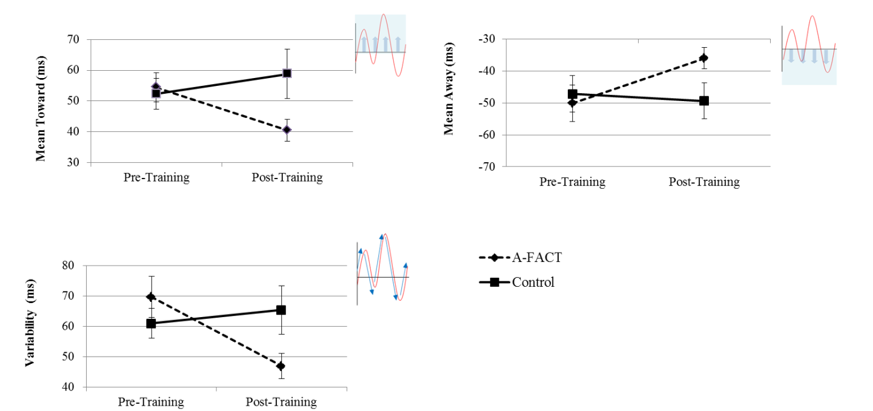 70
60
50
40
30
Mean Toward (ms)
Pre-Training
Post-Training
-30
-40
-50
-60
-70
Mean Away (ms)
Pre-Training
Post-Training
80
70
60
50
40
Variability (ms)
Pre-Training
Post-Training
A-FACT
Control